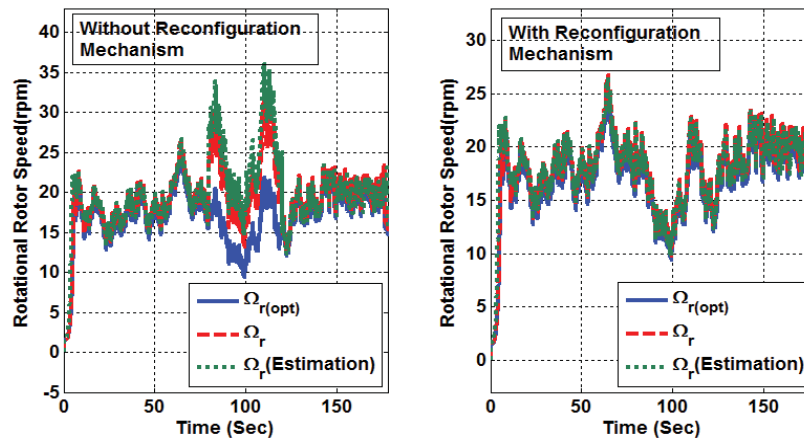 Without Reconfiguration
Mechanism
Rotational Rotor Speed(rpm)
40
35
30
25
20
15
10
5
0
-5
0
50
100
150
Time (Sec)
Ωr(opt)
Ωr
Ωr(Estimation)
With Reconfiguration
Mechanism
Rotational Rotor Speed(rpm)
30
25
20
15
10
5
0
0
50
100
150
Time (Sec)
Ωr(opt)
Ωr
Ωr(Estimation)